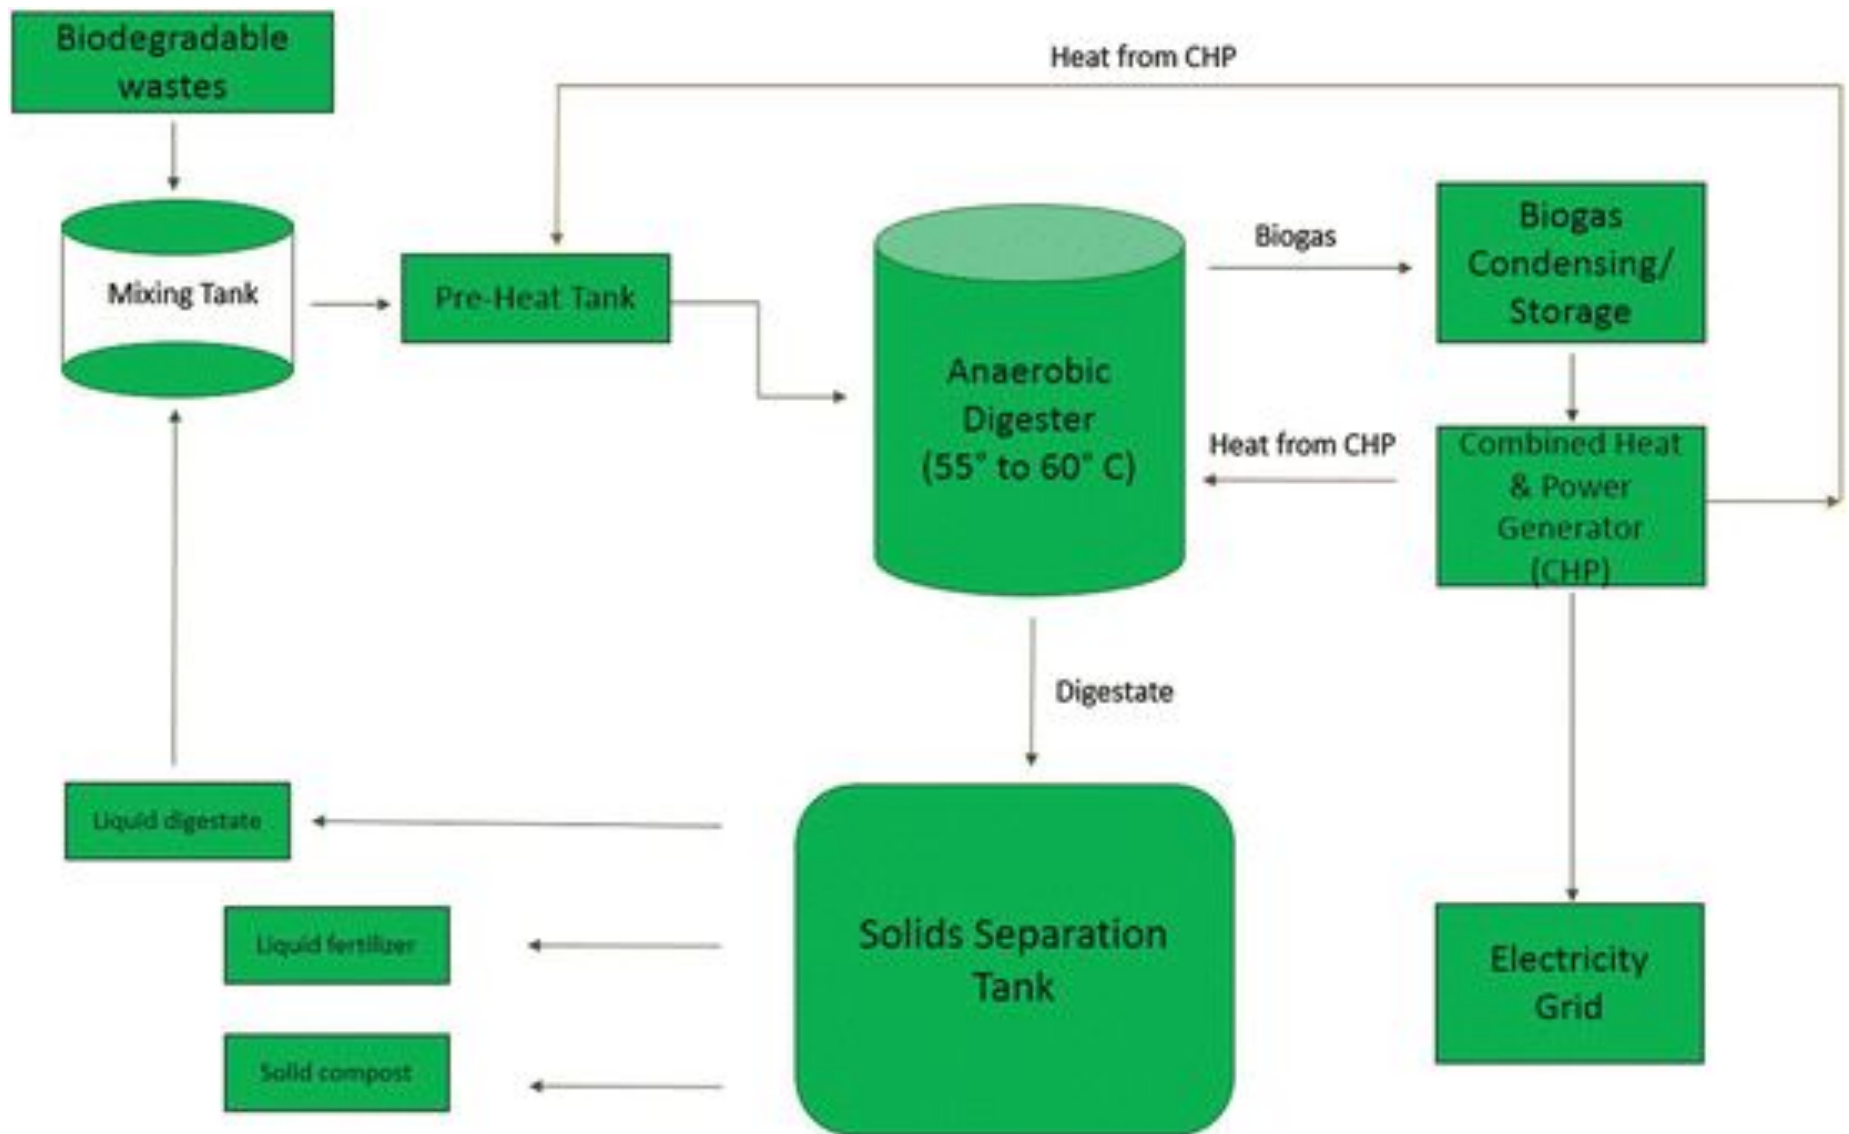 Biodegradable
wastes
Heat from CHP
Mixing Tank
Pre-Heat Tank
Anaerobic
Digester
(55° to 60° C)
Biogas
Biogas
Condensing/
Storage
Heat from CHP
Combined Heat
& Power
Generator
(CHP)
Digestate
Liquid digestate
Liquid fertilizer
Solid compost
Solids Separation
Tank
Electricity
Grid